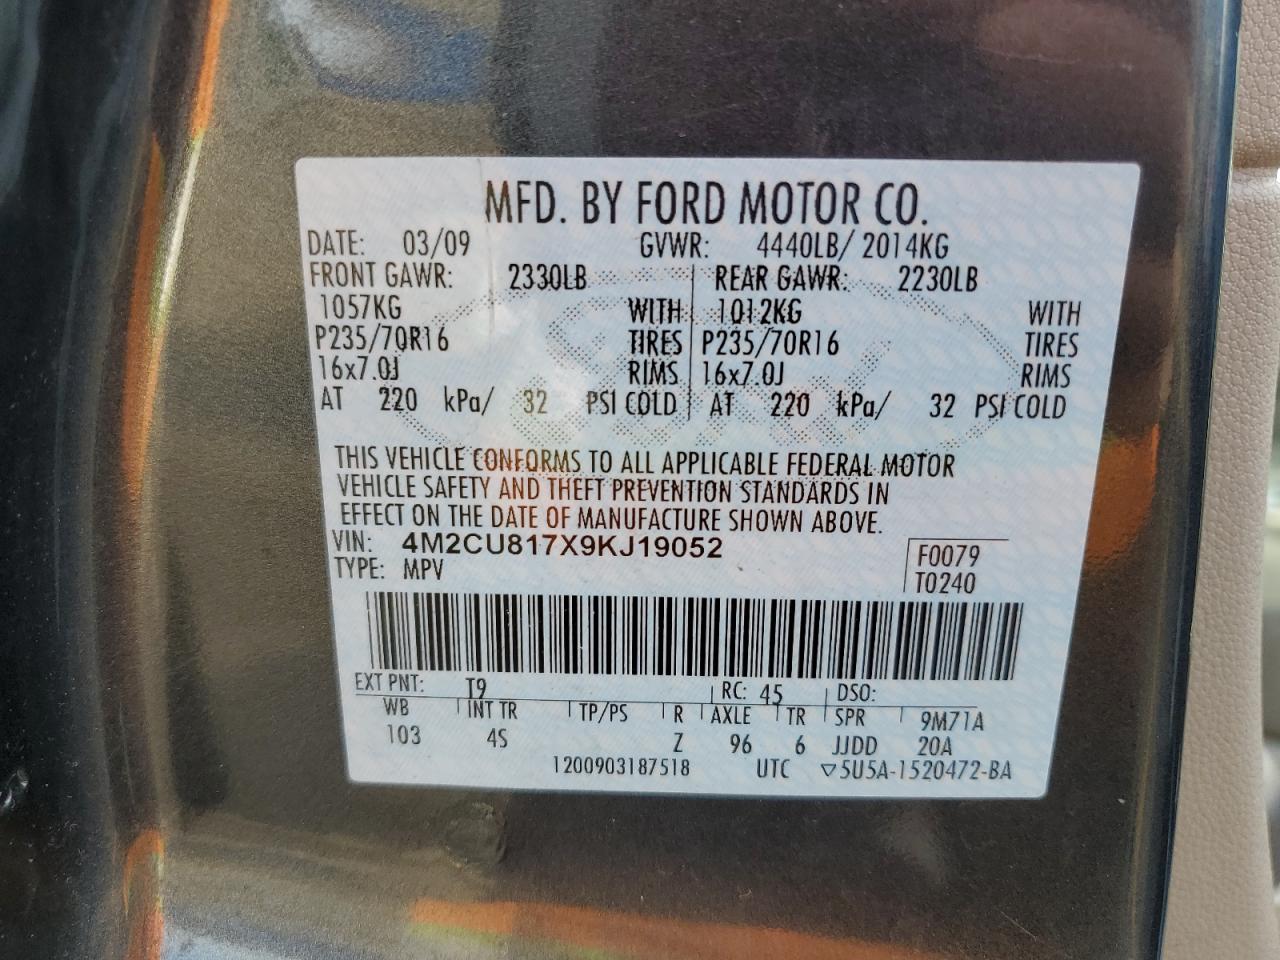 MFD. BY FORD MOTOR CO.
DATE: 03/09 GVWR: 4440LB/ 2014KG
FRONT GAWR: 2330LB REAR GAWR: 2230LB
1057KG WITH 1012KG WITH
P235/70R16 TIRES P235/70R16 TIRES
16x7.0J RIMS 16x7.0J RIMS
AT 220 kPa/ 32 PSI COLD AT 220 kPa/ 32 PSI COLD
THIS VEHICLE CONFORMS TO ALL APPLICABLE FEDERAL MOTOR
VEHICLE SAFETY AND THEFT PREVENTION STANDARDS IN
EFFECT ON THE DATE OF MANUFACTURE SHOWN ABOVE.
VIN: 4M2CU817X9KJ19052 F0079
TYPE: MPV T0240
EXT PNT: T9 RC: 45 DSO:
WB INT TR TP/PS R AXLE TR SPR 9M71A
103 4S Z 96 6 JJDD 20A
1200903187518 UTC ▽5U5A-1520472-BA